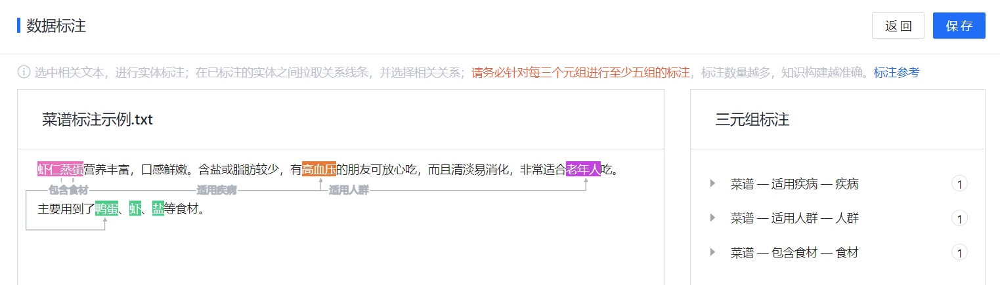 数据标注
返回
保存
选中相关文本，进行实体标注；在已标注的实体之间拉取关系线条，并选择相关关系；请务必针对每三个元组进行至少五组的标注，标注数量越多，知识构建越准确。标注参考
菜谱标注示例.txt
虾仁蒸蛋营养丰富，口感鲜嫩。含盐或脂肪较少，有高血压的朋友可放心吃，而且清淡易消化，非常适合老年人吃。
包含食材 适用疾病 适用人群
主要用到了鸭蛋、虾、盐等食材。
三元组标注
菜谱 — 适用疾病 — 疾病 1
菜谱 — 适用人群 — 人群 1
菜谱 — 包含食材 — 食材 1